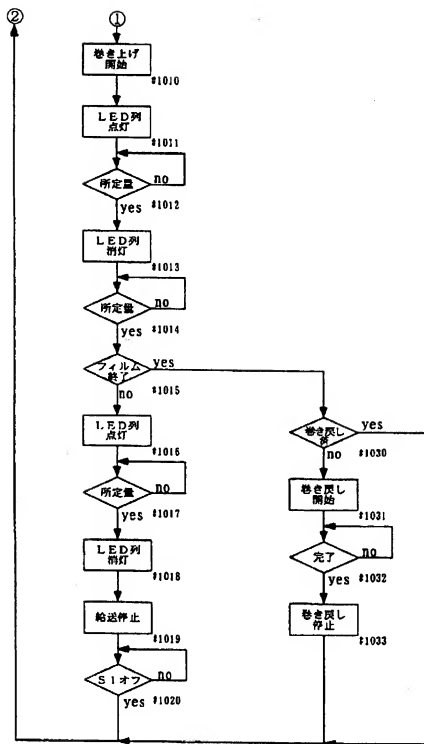 ②
①
巻き上げ
開始
#1010
LED列
点灯
#1011
所定量
no
yes
#1012
LED列
消灯
#1013
所定量
no
yes
#1014
フィルム
終了
yes
no
#1015
LED列
点灯
#1016
所定量
no
yes
#1017
LED列
消灯
#1018
給送停止
#1019
S1オフ
no
yes
#1020
巻き戻し
済
yes
no
#1030
巻き戻し
開始
#1031
完了
no
yes
#1032
巻き戻し
停止
#1033